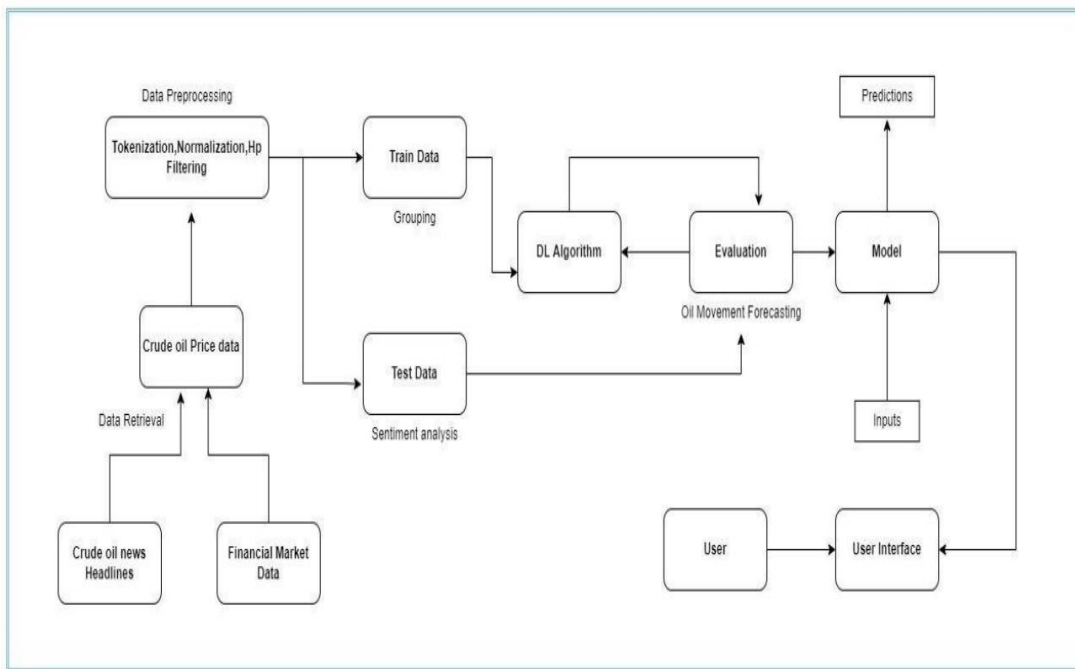 Data Preprocessing
Tokenization,Normalization,Hp
Filtering
Train Data
Grouping
DL Algorithm
Evaluation
Oil Movement Forecasting
Model
Predictions
Crude oil Price data
Data Retrieval
Test Data
Sentiment analysis
Inputs
Crude oil news
Headlines
Financial Market
Data
User
User Interface